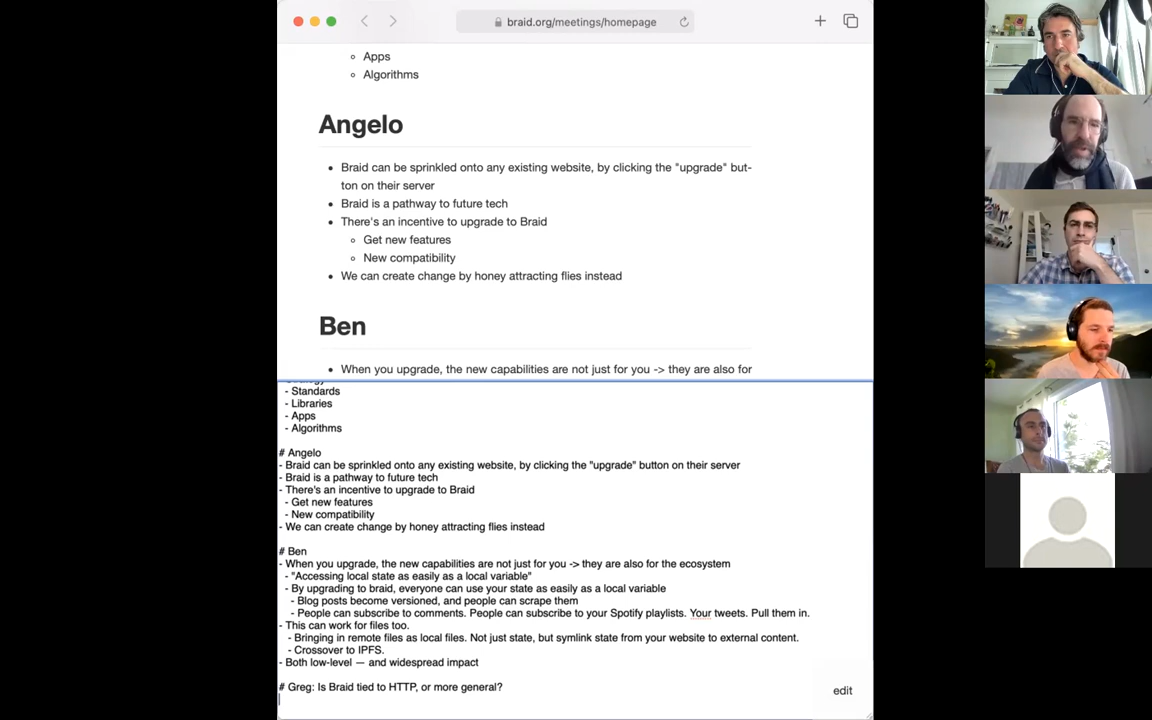 braid.org/meetings/homepage
Apps
Algorithms
Angelo
Braid can be sprinkled onto any existing website, by clicking the "upgrade" but-
ton on their server
Braid is a pathway to future tech
There's an incentive to upgrade to Braid
Get new features
New compatibility
We can create change by honey attracting flies instead
Ben
When you upgrade, the new capabilities are not just for you -> they are also for
- Standards
- Libraries
- Apps
- Algorithms
# Angelo
- Braid can be sprinkled onto any existing website, by clicking the "upgrade" button on their server
- Braid is a pathway to future tech
- There's an incentive to upgrade to Braid
- Get new features
- New compatibility
- We can create change by honey attracting flies instead
# Ben
- When you upgrade, the new capabilities are not just for you -> they are also for the ecosystem
- "Accessing local state as easily as a local variable"
- By upgrading to braid, everyone can use your state as easily as a local variable
- Blog posts become versioned, and people can scrape them
- People can subscribe to comments. People can subscribe to your Spotify playlists. Your tweets. Pull them in.
- This can work for files too.
- Bringing in remote files as local files. Not just state, but symlink state from your website to external content.
- Crossover to IPFS.
- Both low-level — and widespread impact
# Greg: Is Braid tied to HTTP, or more general?
edit